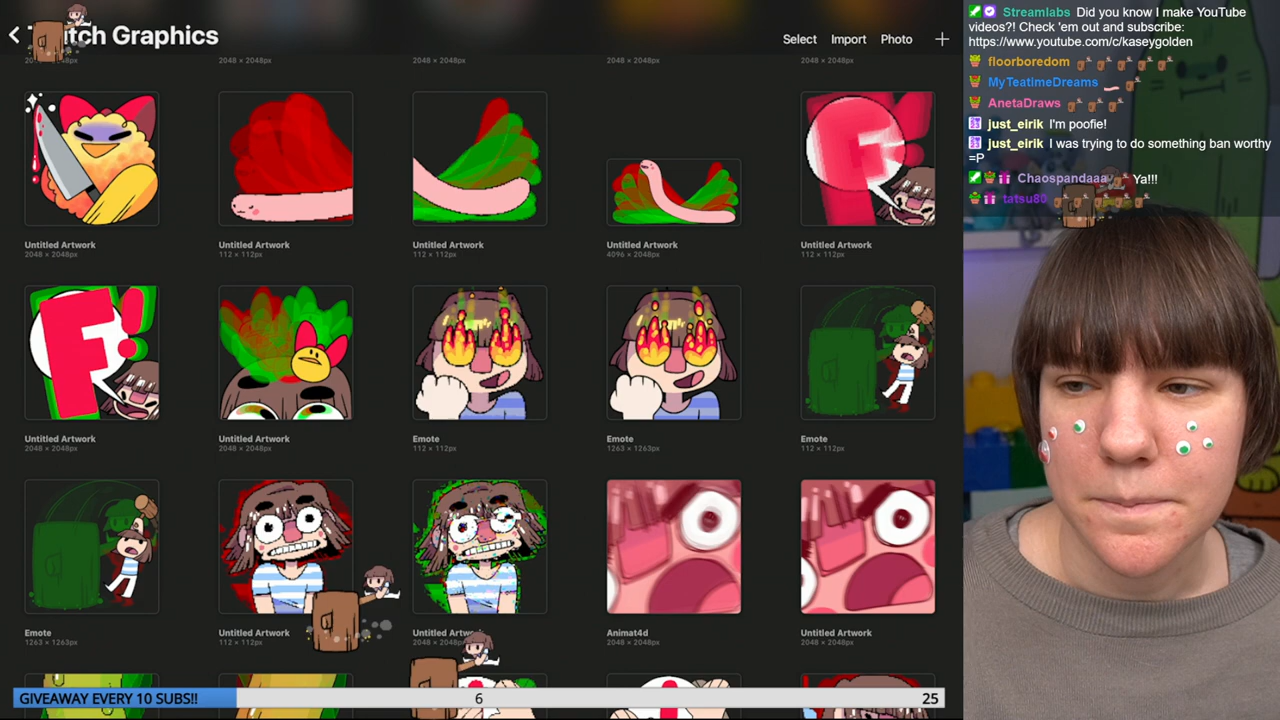 tch Graphics
Select Import Photo
2048 × 2048px 2048 × 2048px 2048 × 2048px 2048 × 2048px
Untitled Artwork Untitled Artwork Untitled Artwork Untitled Artwork Untitled Artwork
2048 × 2048px 112 × 112px 112 × 112px 4096 × 2048px 112 × 112px
F
F!
Untitled Artwork Untitled Artwork Emote Emote Emote
2048 × 2048px 2048 × 2048px 112 × 112px 1263 × 1263px 112 × 112px
Emote Untitled Artwork Untitled Artw Animat4d Untitled Artwork
1263 × 1263px 112 × 112px 2048 × 2048px 2048 × 2048px 2048 × 2048px
GIVEAWAY EVERY 10 SUBS!! 6 25
Streamlabs Did you know I make YouTube
videos?! Check 'em out and subscribe:
https://www.youtube.com/c/kaseygolden
floorboredom
MyTeatimeDreams
AnetaDraws
just_eirik I'm poofie!
just_eirik I was trying to do something ban worthy
=P
Chaospandaaa Ya!!!
tatsu80